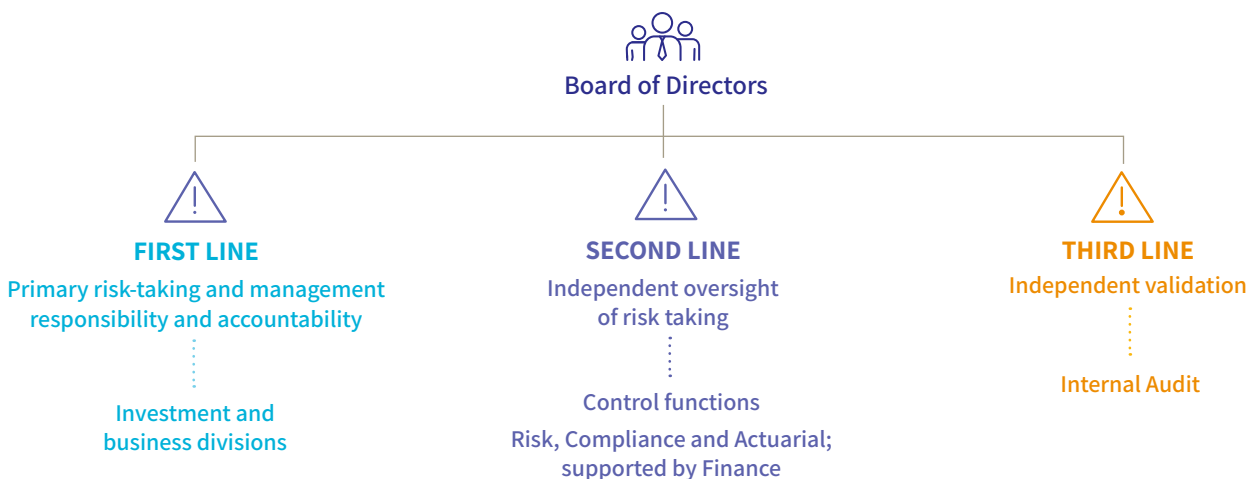 Board of Directors
FIRST LINE
Primary risk-taking and management
responsibility and accountability
Investment and
business divisions
SECOND LINE
Independent oversight
of risk taking
Control functions
Risk, Compliance and Actuarial;
supported by Finance
THIRD LINE
Independent validation
Internal Audit